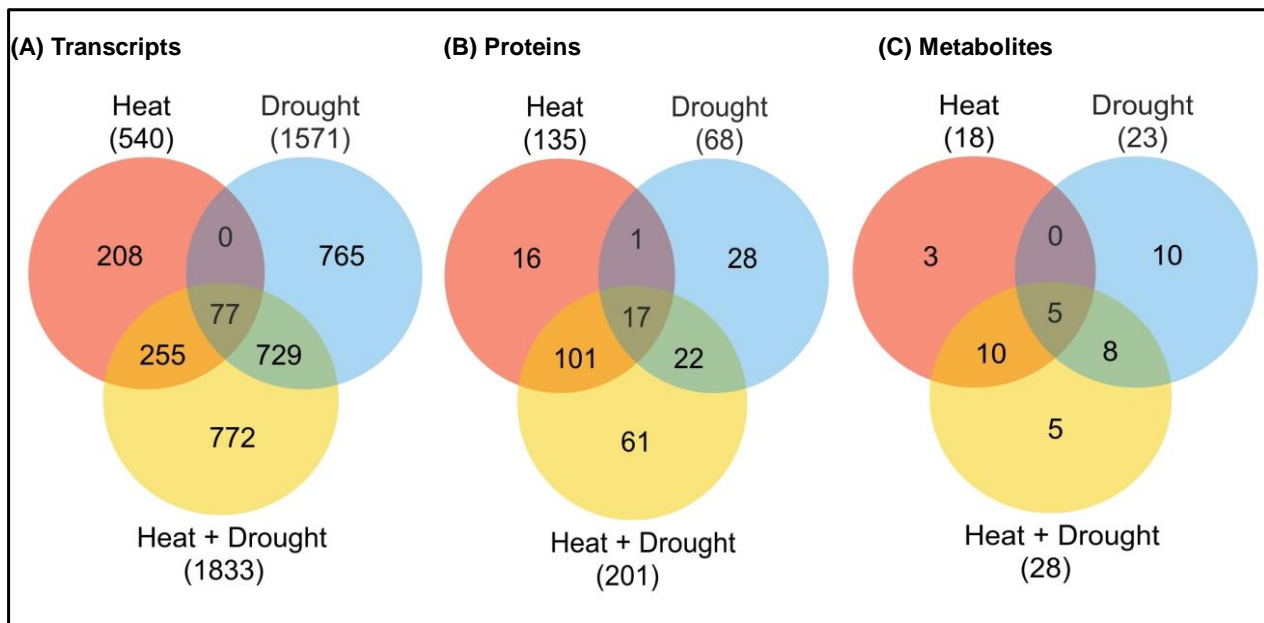 (A) Transcripts
Heat
(540)
Drought
(1571)
208
0
765
77
255
729
772
Heat + Drought
(1833)
(B) Proteins
Heat
(135)
Drought
(68)
16
1
28
17
101
22
61
Heat + Drought
(201)
(C) Metabolites
Heat
(18)
Drought
(23)
3
0
10
5
10
8
5
Heat + Drought
(28)